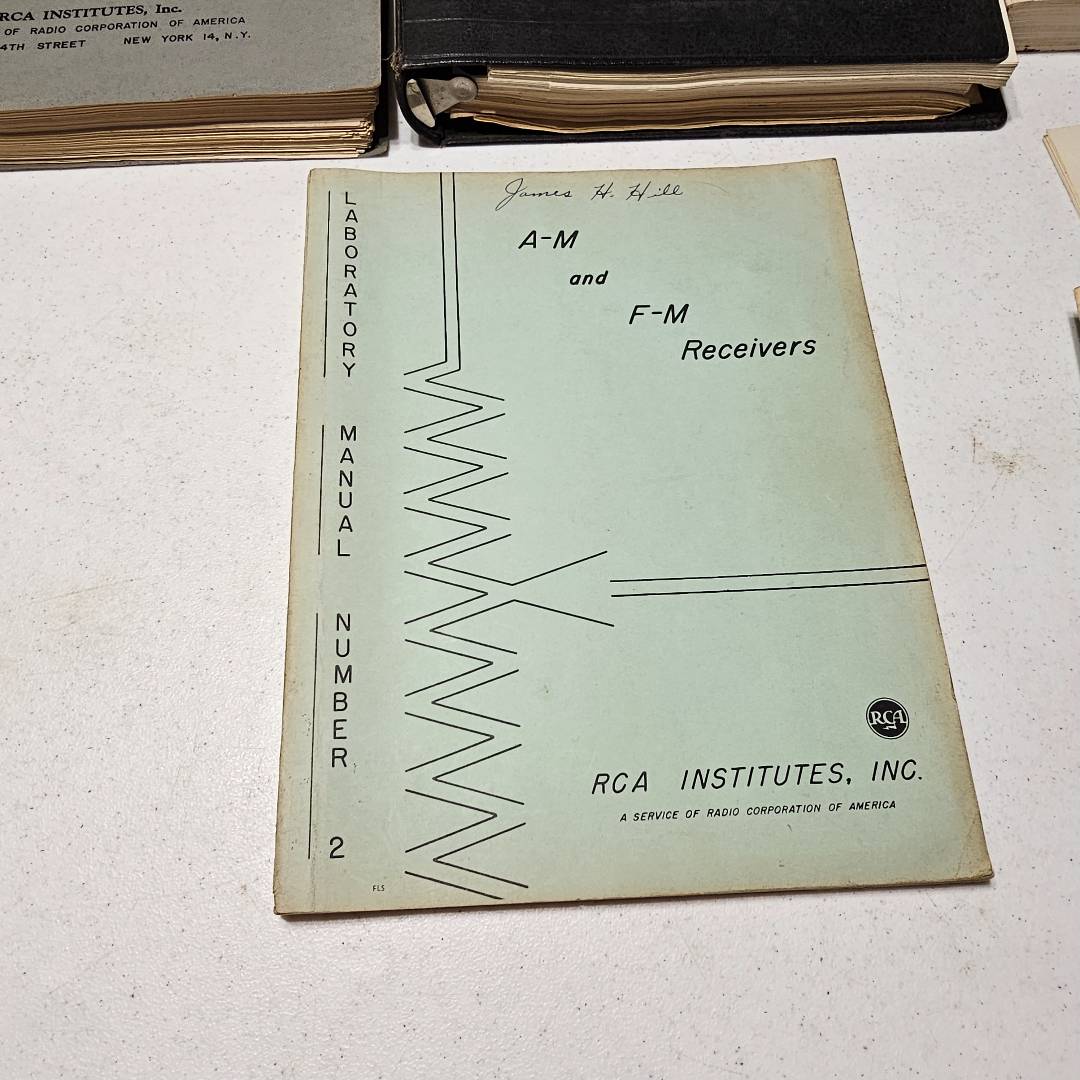 RCA INSTITUTES, Inc.
OF RADIO CORPORATION OF AMERICA
4TH STREET NEW YORK 14, N.Y.
James H. Hill
A-M
and
F-M
Receivers
LABORATORY
MANUAL
NUMBER
2
FLS
RCA
RCA INSTITUTES, INC.
A SERVICE OF RADIO CORPORATION OF AMERICA